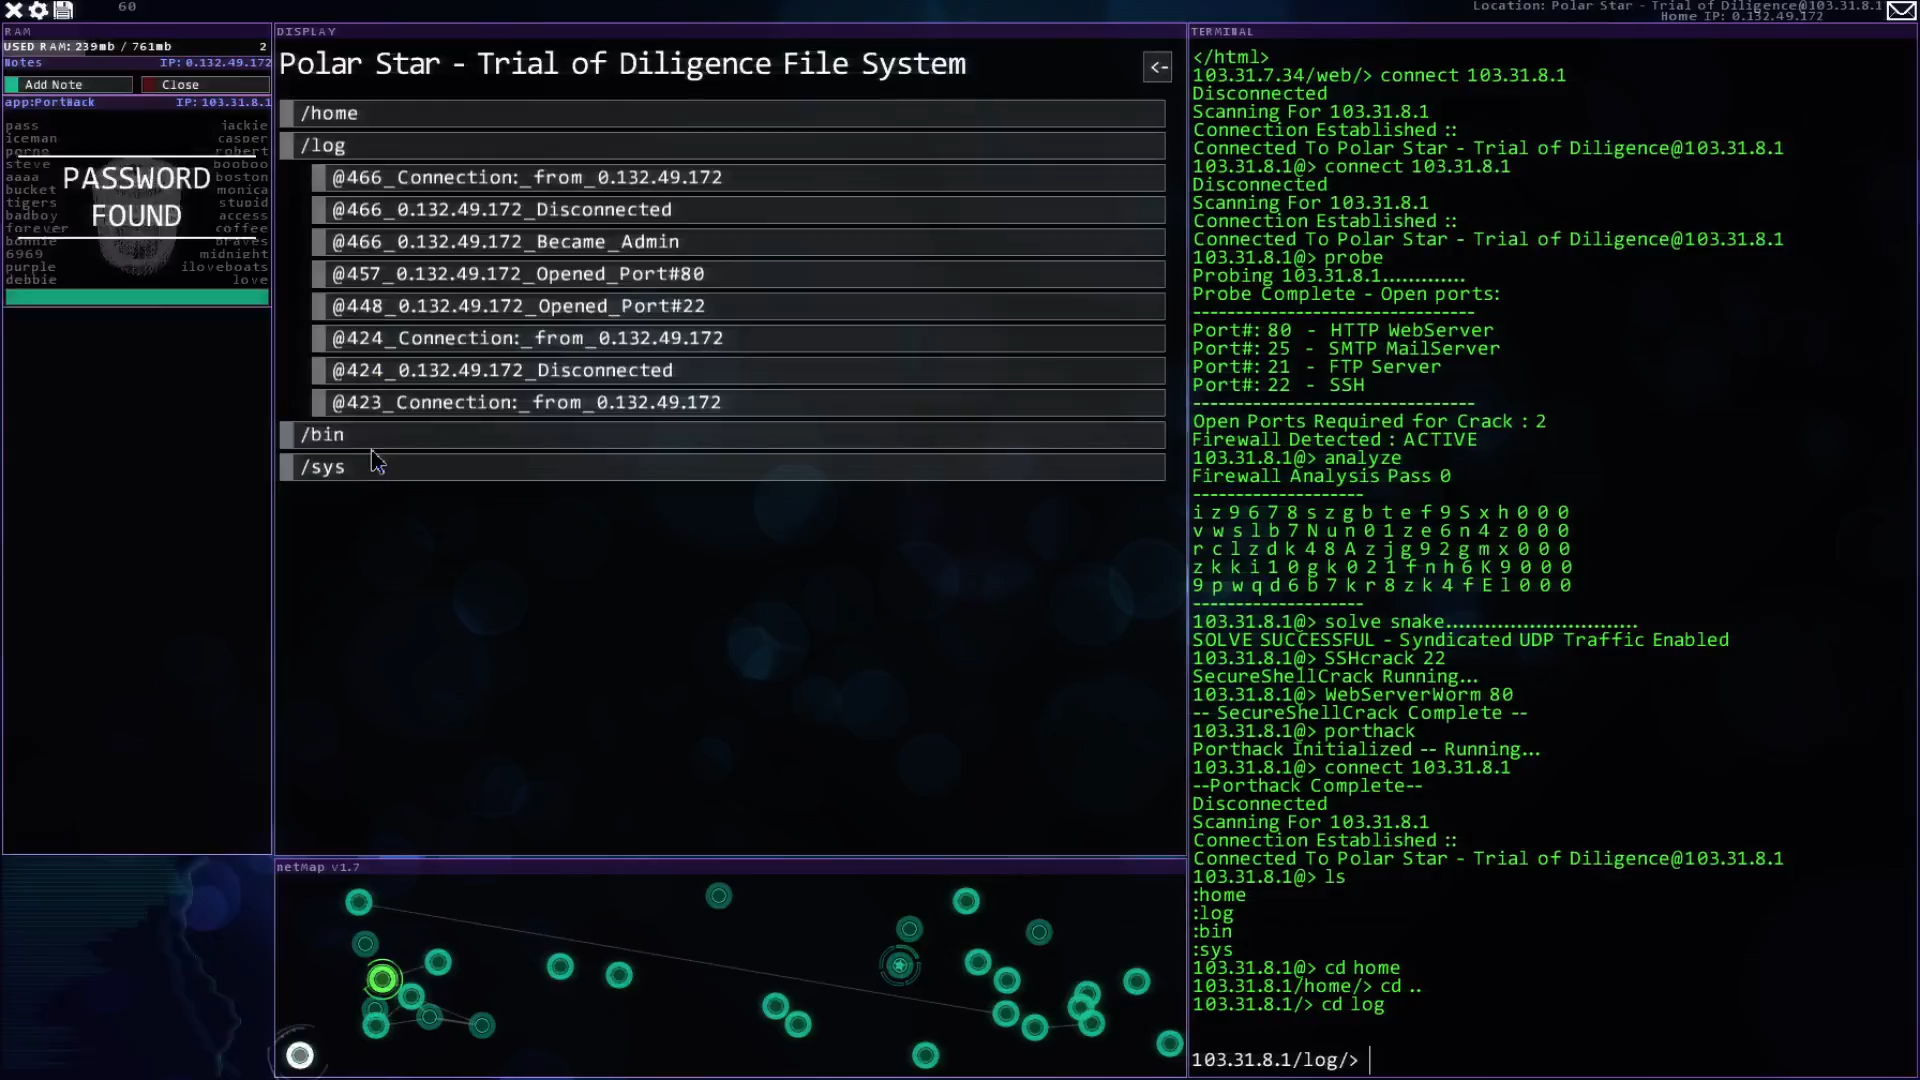 60
Location: Polar Star - Trial of Diligence@103.31.8.1
Home IP: 0.132.49.172
RAM
USED RAM: 239mb / 761mb 2
Notes IP: 0.132.49.172
Add Note Close
app:PortHack IP: 103.31.8.1
pass jackie
iceman casper
porno robert
steve booboo
aaaa boston
bucket monica
tigers stupid
badboy access
forever coffee
bonnie braves
6969 midnight
purple iloveboats
debbie love
PASSWORD
FOUND
DISPLAY
Polar Star - Trial of Diligence File System
<-
/home
/log
@466_Connection:_from_0.132.49.172
@466_0.132.49.172_Disconnected
@466_0.132.49.172_Became_Admin
@457_0.132.49.172_Opened_Port#80
@448_0.132.49.172_Opened_Port#22
@424_Connection:_from_0.132.49.172
@424_0.132.49.172_Disconnected
@423_Connection:_from_0.132.49.172
/bin
/sys
netMap v1.7
TERMINAL
</html>
103.31.7.34/web/> connect 103.31.8.1
Disconnected
Scanning For 103.31.8.1
Connection Established ::
Connected To Polar Star - Trial of Diligence@103.31.8.1
103.31.8.1@> connect 103.31.8.1
Disconnected
Scanning For 103.31.8.1
Connection Established ::
Connected To Polar Star - Trial of Diligence@103.31.8.1
103.31.8.1@> probe
Probing 103.31.8.1.............
Probe Complete - Open ports:
---------------------------------
Port#: 80 - HTTP WebServer
Port#: 25 - SMTP MailServer
Port#: 21 - FTP Server
Port#: 22 - SSH
---------------------------------
Open Ports Required for Crack : 2
Firewall Detected : ACTIVE
103.31.8.1@> analyze
Firewall Analysis Pass 0
--------------------
i z 9 6 7 8 s z g b t e f 9 S x h 0 0 0
v w s l b 7 N u n 0 1 z e 6 n 4 z 0 0 0
r c l z d k 4 8 A z j g 9 2 g m x 0 0 0
z k k i 1 0 g k 0 2 1 f n h 6 K 9 0 0 0
9 p w q d 6 b 7 k r 8 z k 4 f E l 0 0 0
--------------------
103.31.8.1@> solve snake............................
SOLVE SUCCESSFUL - Syndicated UDP Traffic Enabled
103.31.8.1@> SSHcrack 22
SecureShellCrack Running...
103.31.8.1@> WebServerWorm 80
-- SecureShellCrack Complete --
103.31.8.1@> porthack
Porthack Initialized -- Running...
103.31.8.1@> connect 103.31.8.1
--Porthack Complete--
Disconnected
Scanning For 103.31.8.1
Connection Established ::
Connected To Polar Star - Trial of Diligence@103.31.8.1
103.31.8.1@> ls
:home
:log
:bin
:sys
103.31.8.1@> cd home
103.31.8.1/home/> cd ..
103.31.8.1/> cd log
103.31.8.1/log/>